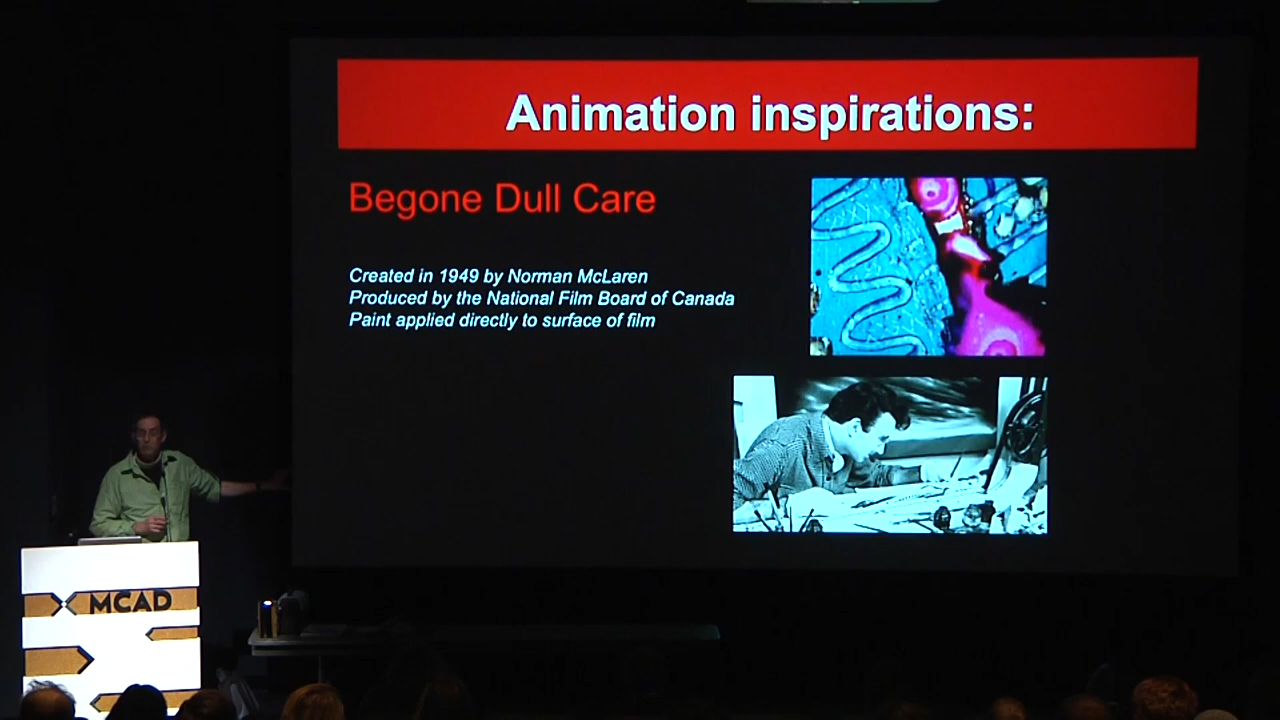 Animation inspirations:
Begone Dull Care
Created in 1949 by Norman McLaren
Produced by the National Film Board of Canada
Paint applied directly to surface of film
MCAD